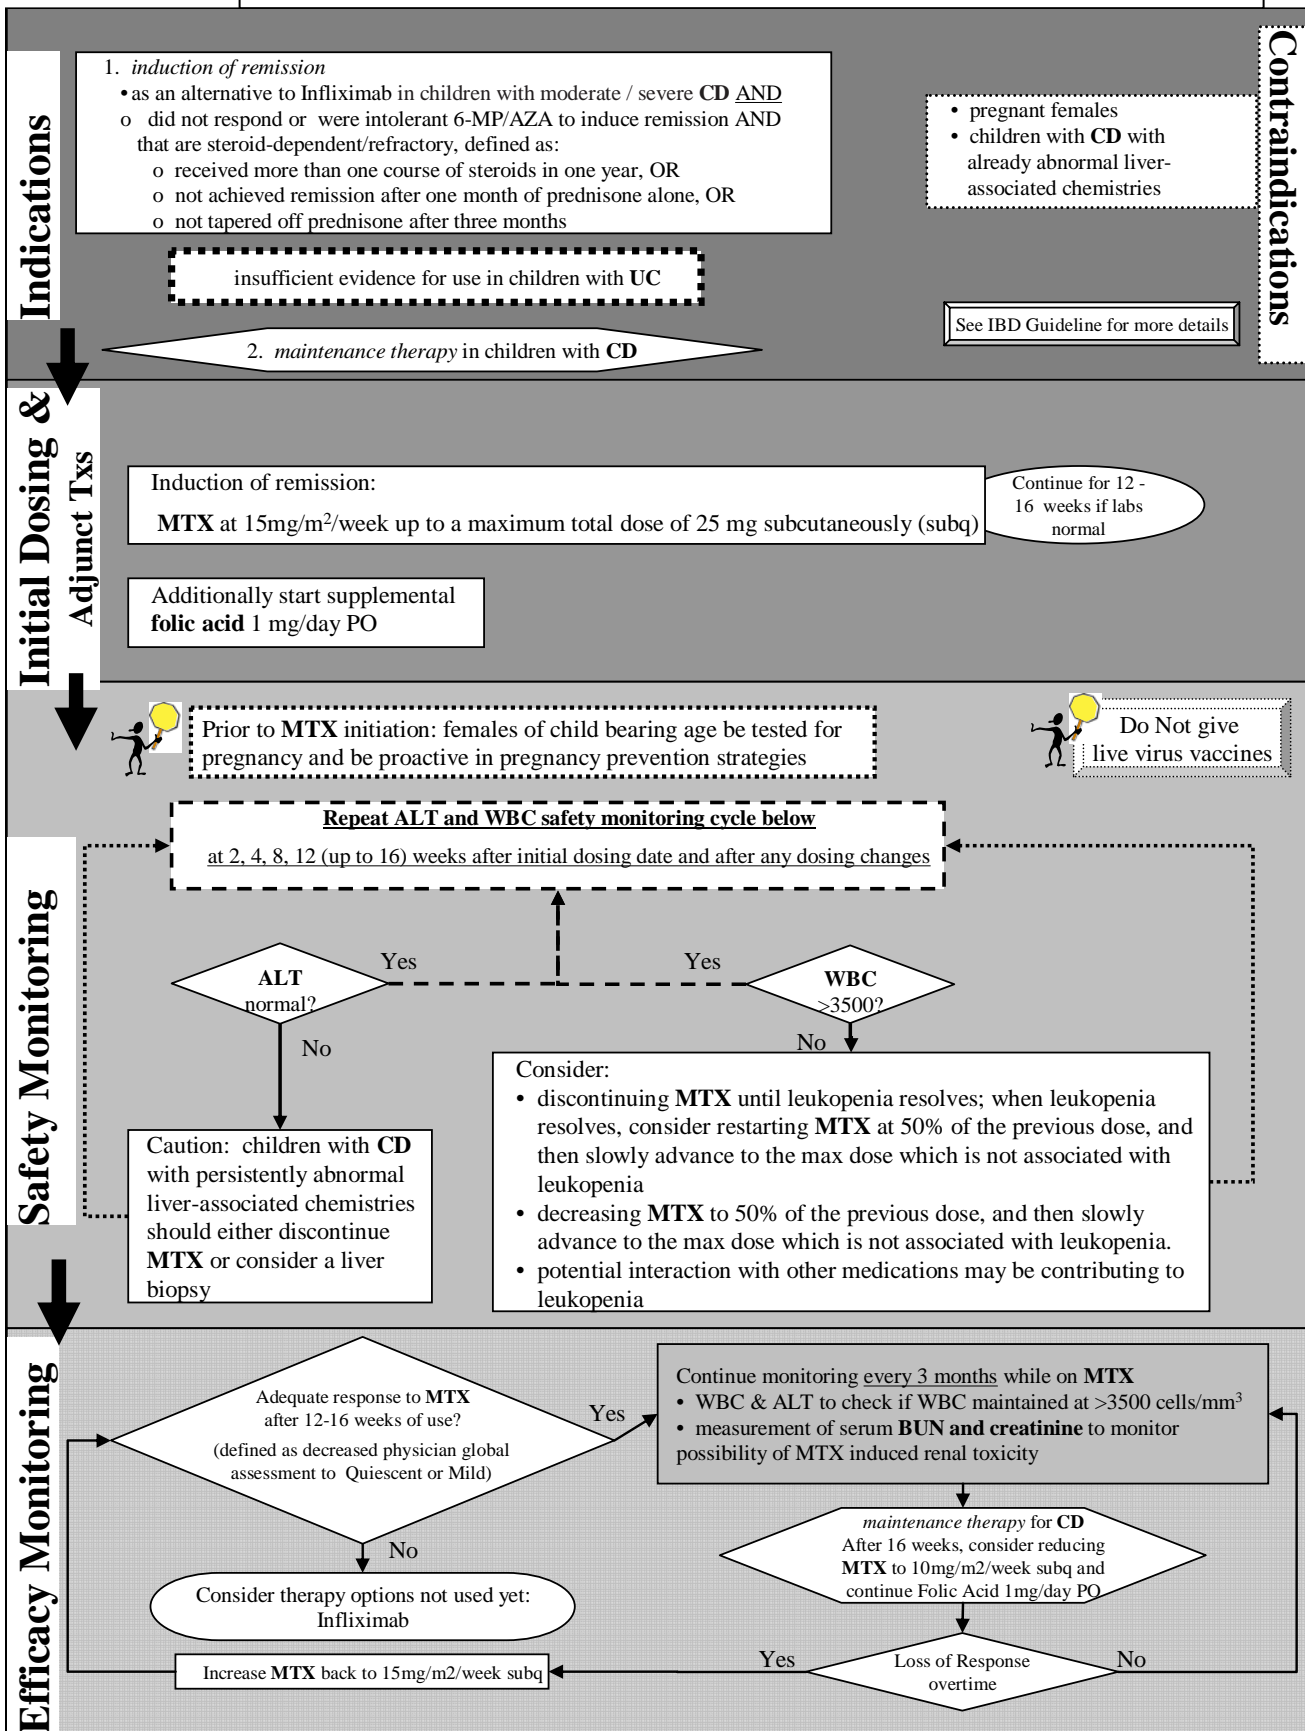 Indications
1. induction of remission
• as an alternative to Infliximab in children with moderate / severe CD AND
o did not respond or were intolerant 6-MP/AZA to induce remission AND
that are steroid-dependent/refractory, defined as:
o received more than one course of steroids in one year, OR
o not achieved remission after one month of prednisone alone, OR
o not tapered off prednisone after three months
insufficient evidence for use in children with UC
2. maintenance therapy in children with CD
Contraindications
• pregnant females
• children with CD with
already abnormal liver-
associated chemistries
See IBD Guideline for more details
Initial Dosing &
Adjunct Txs
Induction of remission:
MTX at 15mg/m²/week up to a maximum total dose of 25 mg subcutaneously (subq)
Continue for 12 -
16 weeks if labs
normal
Additionally start supplemental
folic acid 1 mg/day PO
Safety Monitoring
Prior to MTX initiation: females of child bearing age be tested for
pregnancy and be proactive in pregnancy prevention strategies
Do Not give
live virus vaccines
Repeat ALT and WBC safety monitoring cycle below
at 2, 4, 8, 12 (up to 16) weeks after initial dosing date and after any dosing changes
ALT
normal?
Yes
No
Yes
WBC
>3500?
No
Caution: children with CD
with persistently abnormal
liver-associated chemistries
should either discontinue
MTX or consider a liver
biopsy
Consider:
• discontinuing MTX until leukopenia resolves; when leukopenia
resolves, consider restarting MTX at 50% of the previous dose, and
then slowly advance to the max dose which is not associated with
leukopenia
• decreasing MTX to 50% of the previous dose, and then slowly
advance to the max dose which is not associated with leukopenia.
• potential interaction with other medications may be contributing to
leukopenia
Efficacy Monitoring
Adequate response to MTX
after 12-16 weeks of use?
(defined as decreased physician global
assessment to Quiescent or Mild)
Yes
No
Consider therapy options not used yet:
Infliximab
Continue monitoring every 3 months while on MTX
• WBC & ALT to check if WBC maintained at >3500 cells/mm³
• measurement of serum BUN and creatinine to monitor
possibility of MTX induced renal toxicity
maintenance therapy for CD
After 16 weeks, consider reducing
MTX to 10mg/m2/week subq and
continue Folic Acid 1mg/day PO
Loss of Response
overtime
Yes
No
Increase MTX back to 15mg/m2/week subq